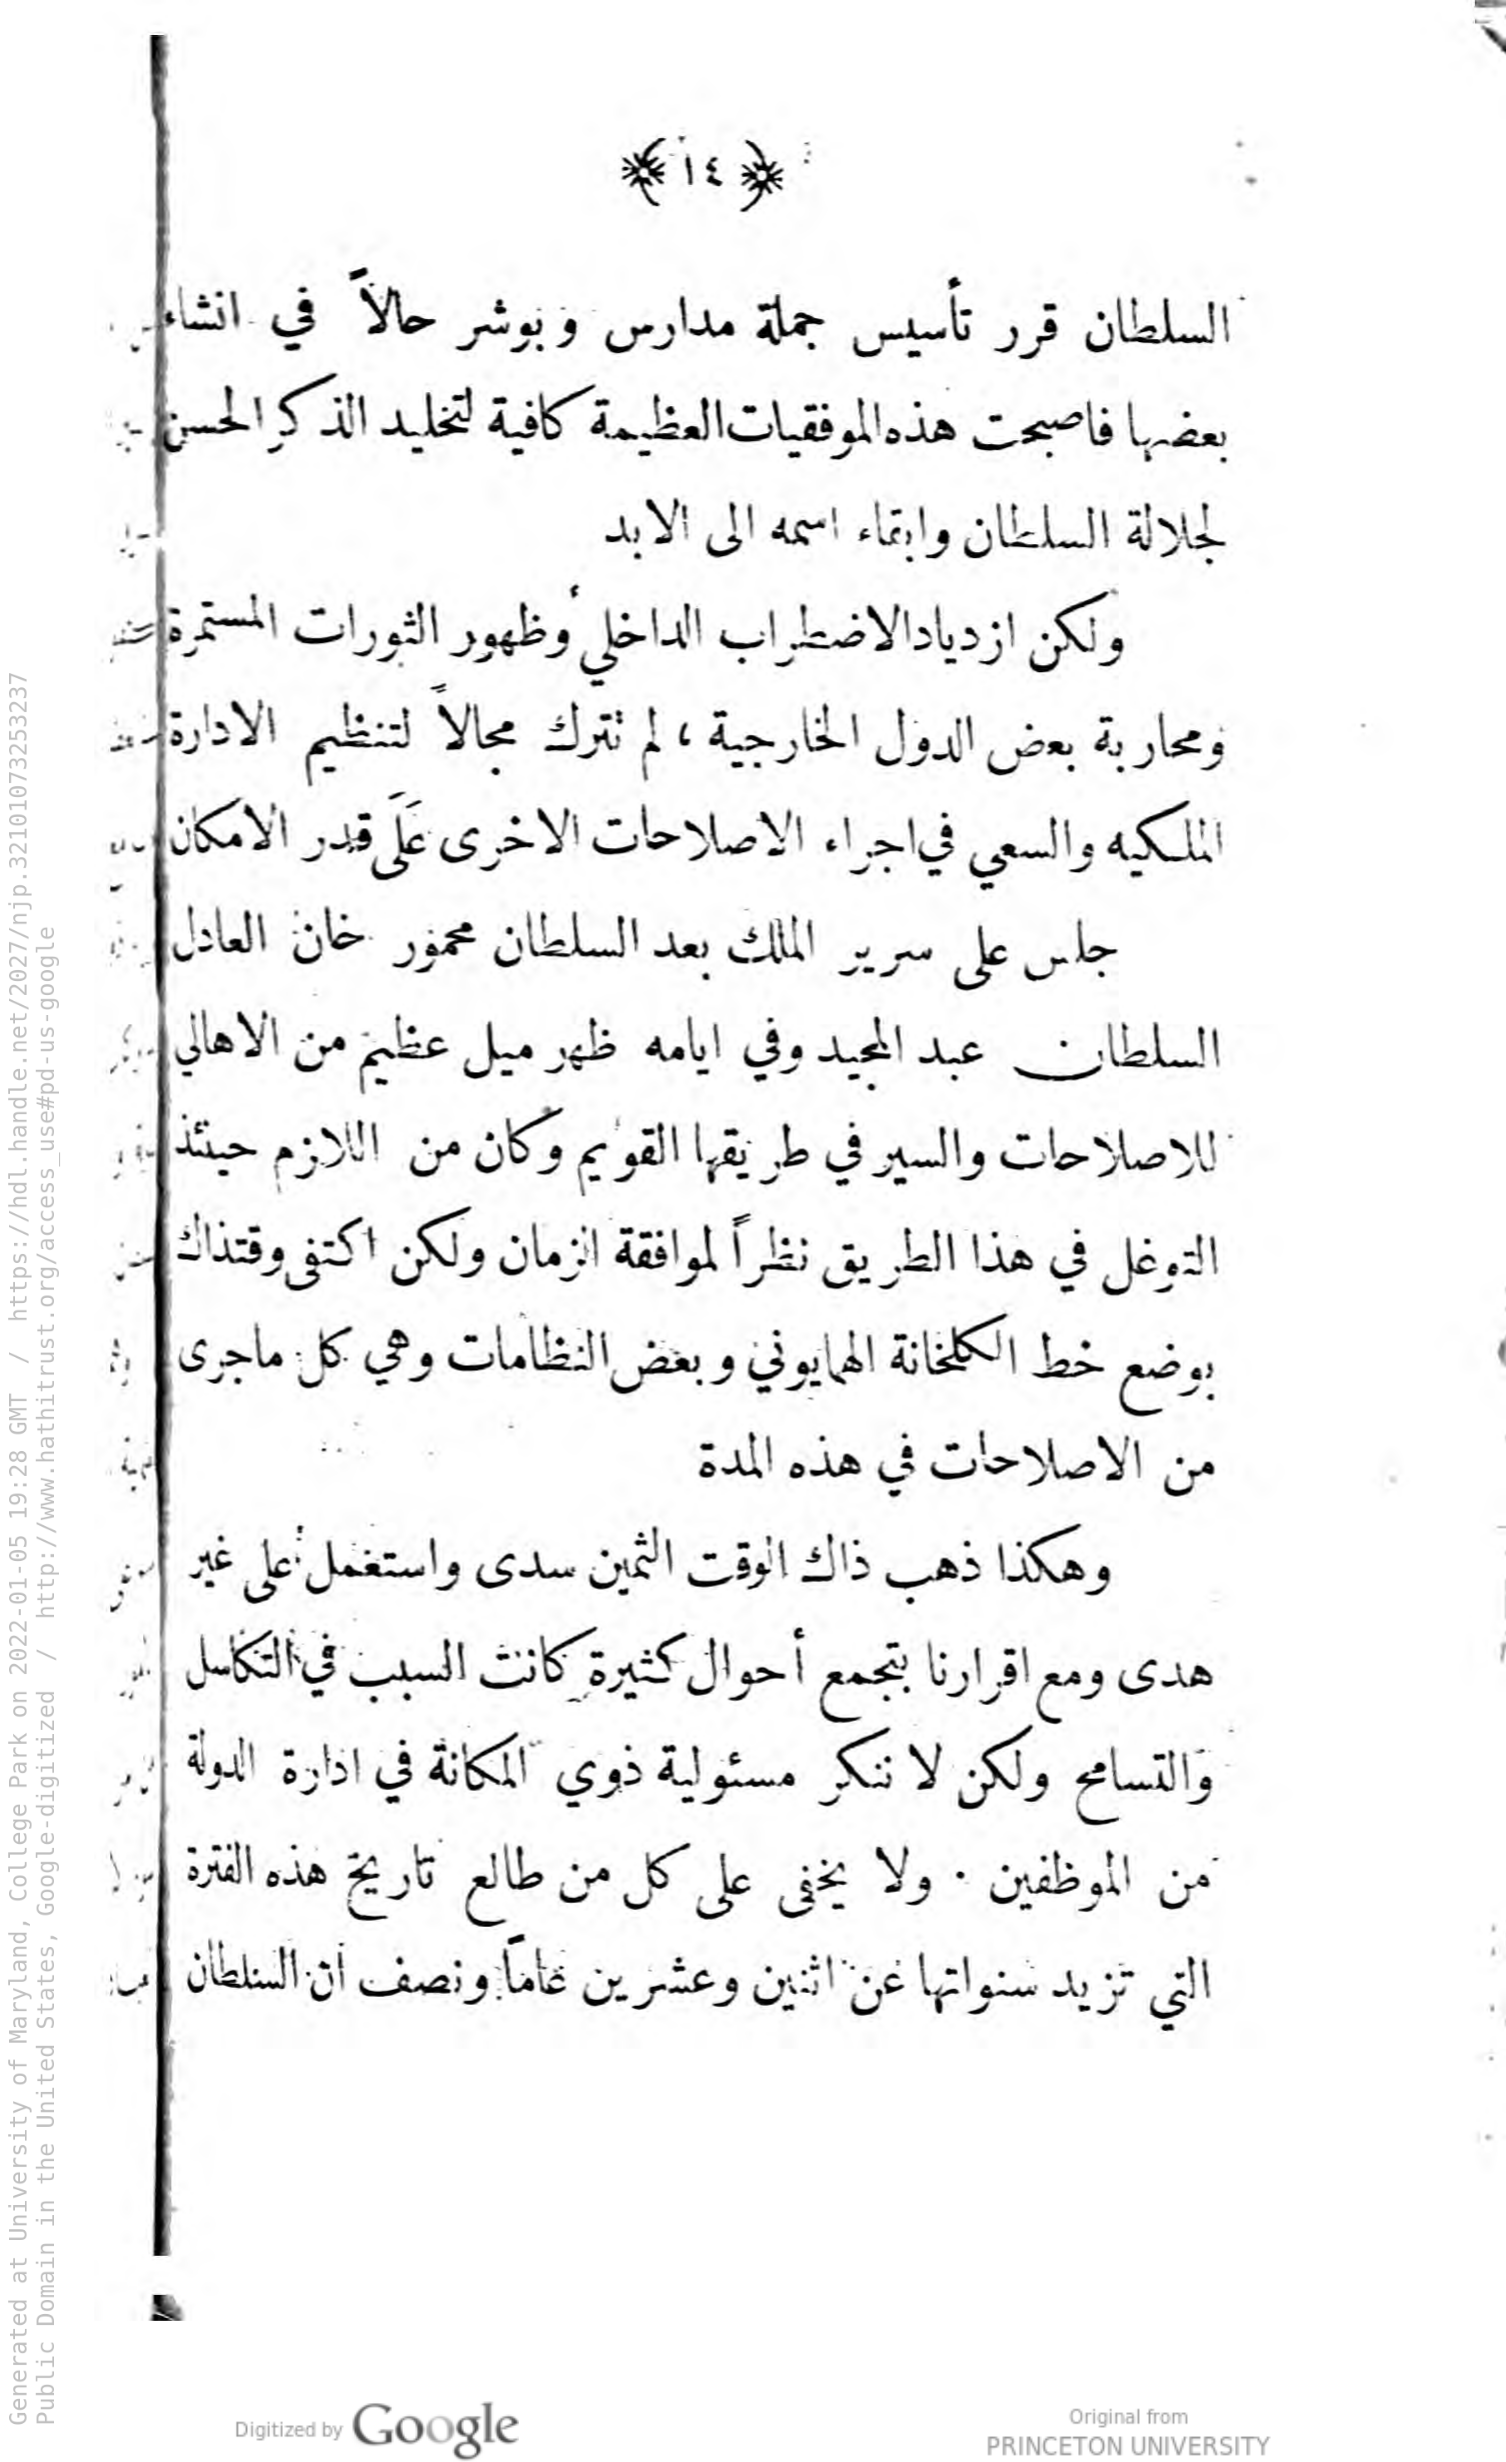 ﴿ ١٤ ﴾
السلطان قرر تأسيس جملة مدارس وبوشر حالاً في انشاء
بعضها فاصبحت هذه الموفقيات العظيمة كافية لتخليد الذكر الحسن
لجلالة السلطان وابقاء اسمه الى الابد
ولكن ازدياد الاضطراب الداخلي وظهور الثورات المستمرة
ومحاربة بعض الدول الخارجية ، لم تترك مجالاً لتنظيم الادارة
الملكيه والسعي في اجراء الاصلاحات الاخرى عَلَى قدر الامكان
جلس على سرير الملك بعد السلطان محمور خان العادل
السلطان عبد المجيد وفي ايامه ظهر ميل عظيم من الاهالي
للاصلاحات والسير في طريقها القويم وكان من اللازم حينئذ
التوغل في هذا الطريق نظراً لموافقة الزمان ولكن اكتفى وقتذاك
بوضع خط الكلخانة الهمايوني وبعض النظامات وهي كل ماجرى
من الاصلاحات في هذه المدة
وهكذا ذهب ذاك الوقت الثمين سدى واستعمل على غير
هدى ومع اقرارنا بتجمع أحوال كثيرة كانت السبب في التكاسل
والتسامح ولكن لا ننكر مسئولية ذوي المكانة في ادارة الدولة
من الموظفين . ولا يخفى على كل من طالع تاريخ هذه الفترة
التي تزيد سنواتها عن اثنين وعشرين عاماً ونصف ان السلطان
Generated at University of Maryland, College Park on 2022-01-05 19:28 GMT / https://hdl.handle.net/2027/njp.32101073253237
Public Domain in the United States, Google-digitized / http://www.hathitrust.org/access_use#pd-us-google
Digitized by Google
Original from
PRINCETON UNIVERSITY